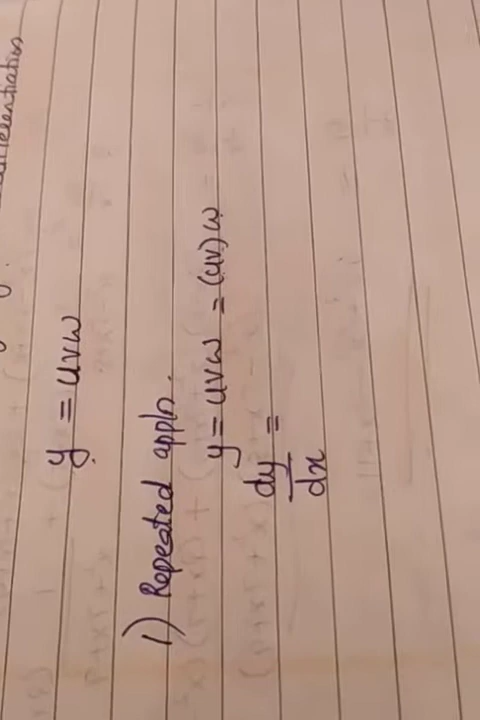 y = uvw
1) Repeated appln.
y = uvw = (uv) w
dy/dx =